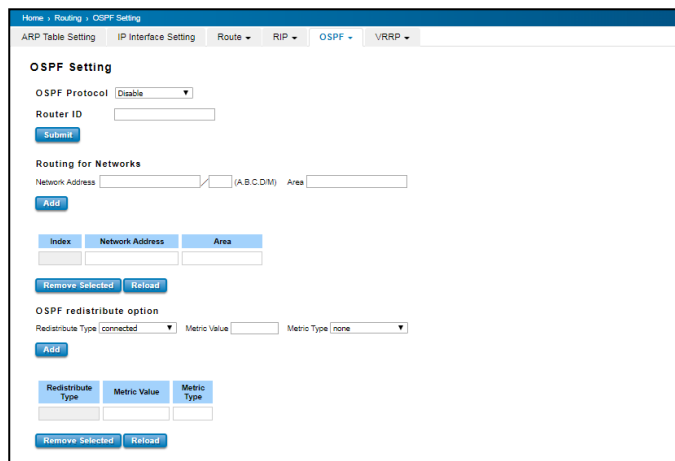 Home › Routing › OSPF Setting
ARP Table Setting IP Interface Setting Route RIP OSPF VRRP
OSPF Setting
OSPF Protocol Disable
Router ID
Submit
Routing for Networks
Network Address / (A.B.C.D/M) Area
Add
Index Network Address Area
Remove Selected Reload
OSPF redistribute option
Redistribute Type connected Metric Value Metric Type none
Add
Redistribute Type Metric Value Metric Type
Remove Selected Reload